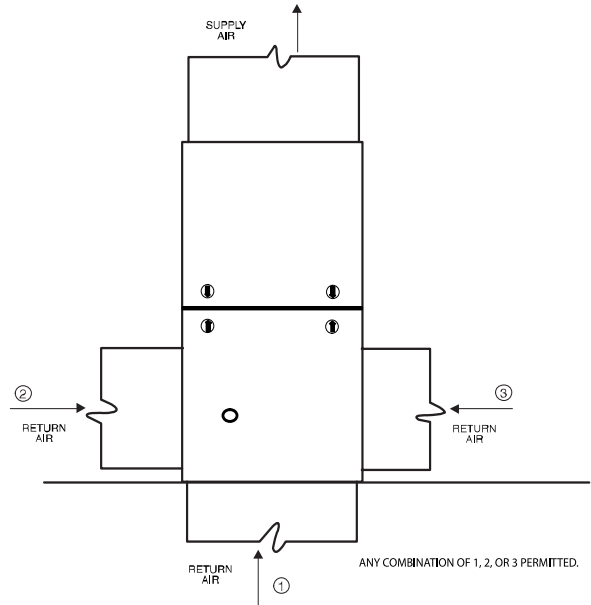 SUPPLY
AIR
②
RETURN
AIR
③
RETURN
AIR
ANY COMBINATION OF 1, 2, OR 3 PERMITTED.
RETURN
AIR
①